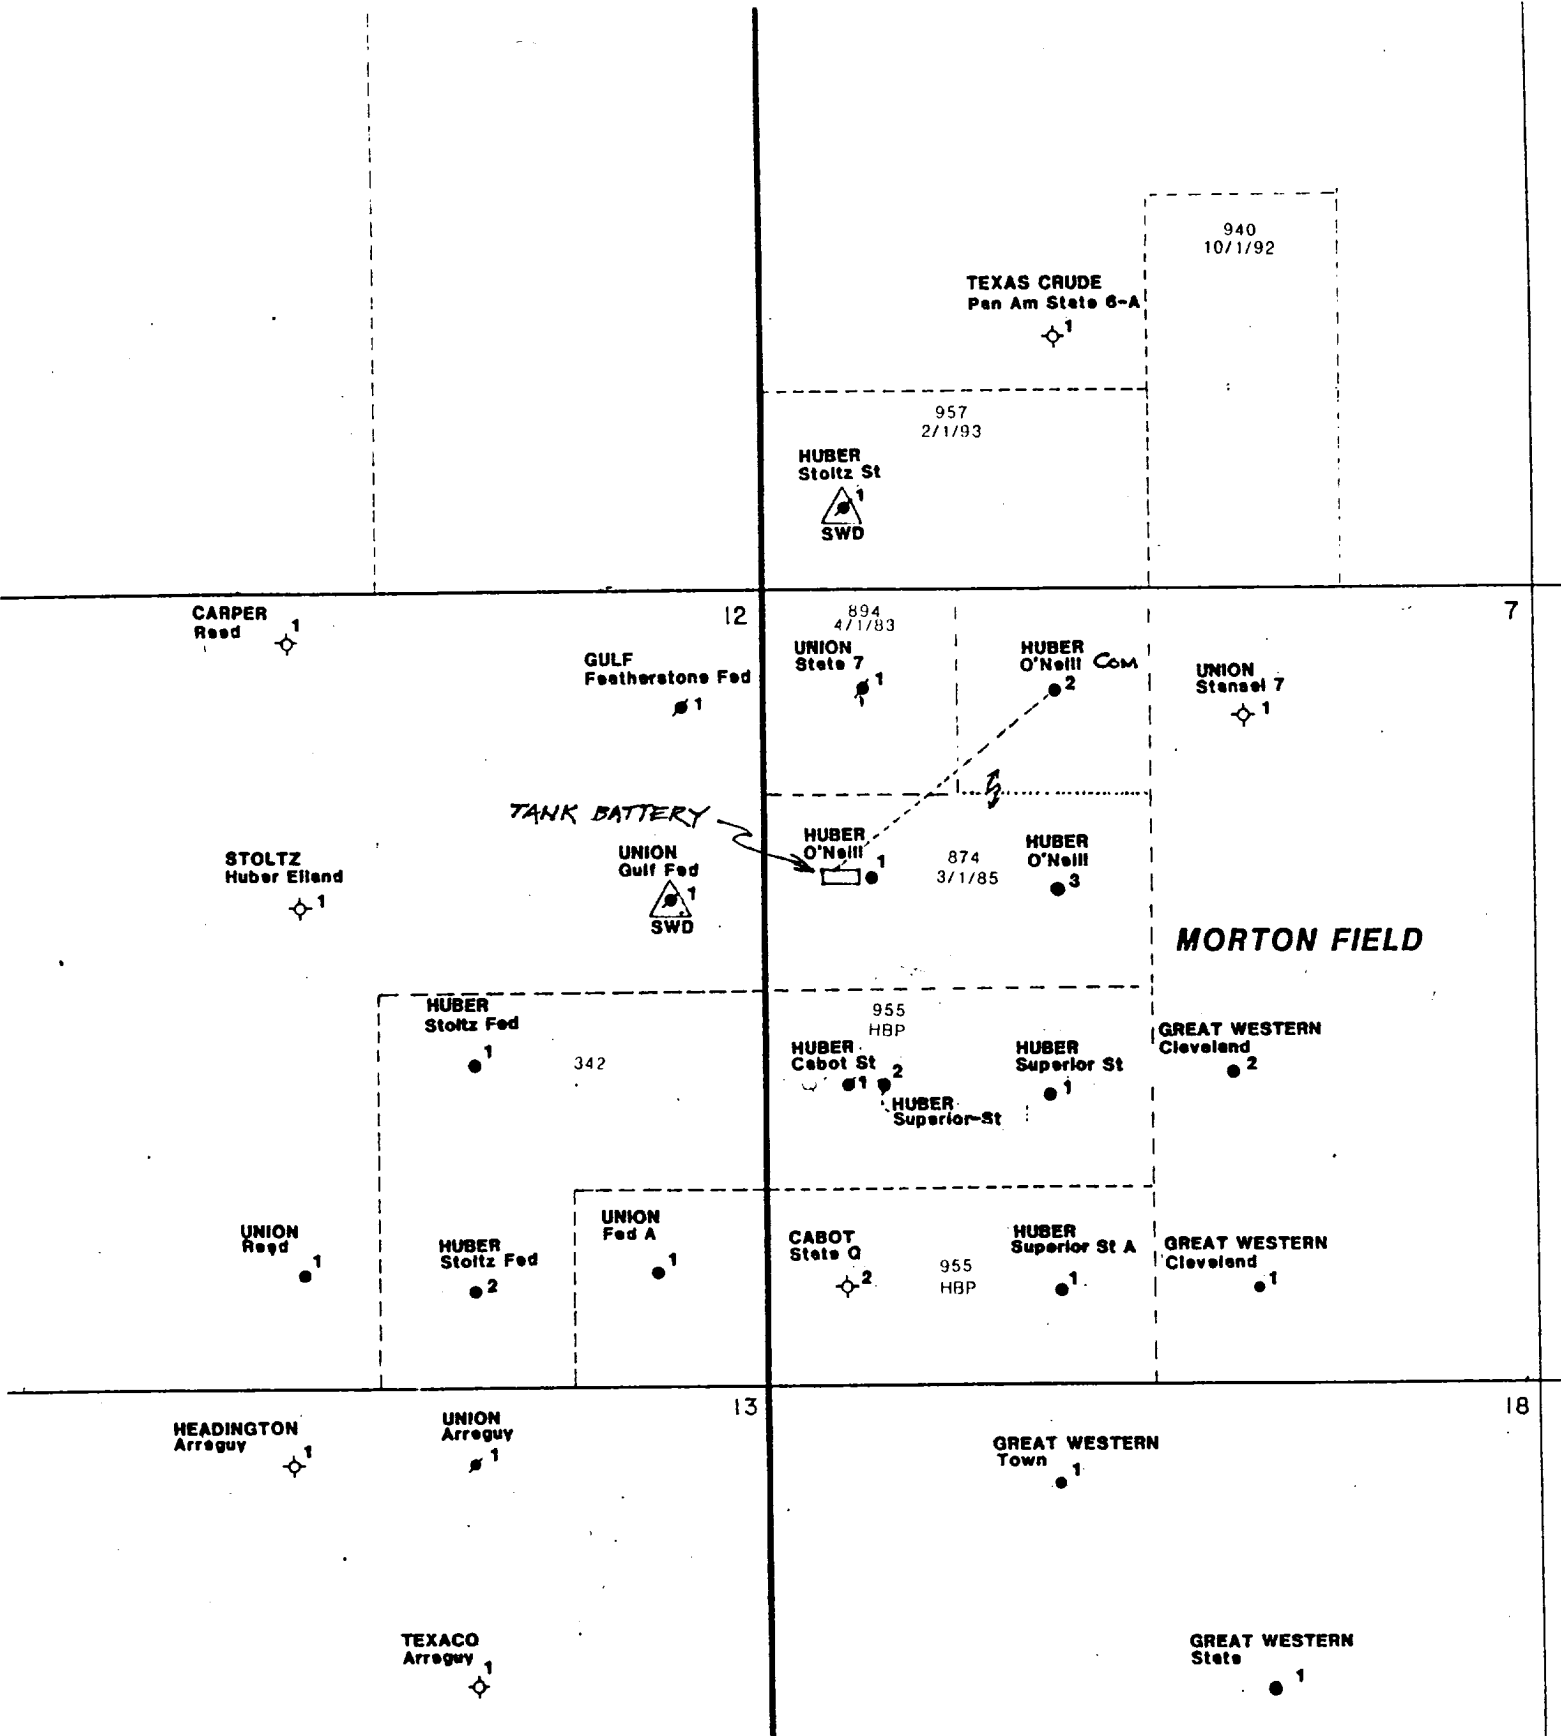 940
10/1/92
TEXAS CRUDE
Pan Am State 6-A
1
957
2/1/93
HUBER
Stoltz St
1
SWD
CARPER
Reed
1
12
894
4/1/83
7
GULF
Featherstone Fed
1
UNION
State 7
1
HUBER
O'Neill COM
2
UNION
Stansel 7
1
TANK BATTERY
STOLTZ
Huber Eiland
1
UNION
Gulf Fed
1
SWD
HUBER
O'Neill
1
874
3/1/85
HUBER
O'Neill
3
MORTON FIELD
HUBER
Stoltz Fed
1
342
955
HBP
HUBER
Cabot St
1
2
HUBER
Superior-St
HUBER
Superior St
1
GREAT WESTERN
Cleveland
2
UNION
Reed
1
HUBER
Stoltz Fed
2
UNION
Fed A
1
CABOT
State Q
2
955
HBP
HUBER
Superior St A
1
GREAT WESTERN
Cleveland
1
13
18
HEADINGTON
Arreguy
1
UNION
Arreguy
1
GREAT WESTERN
Town
1
TEXACO
Arreguy
1
GREAT WESTERN
State
1